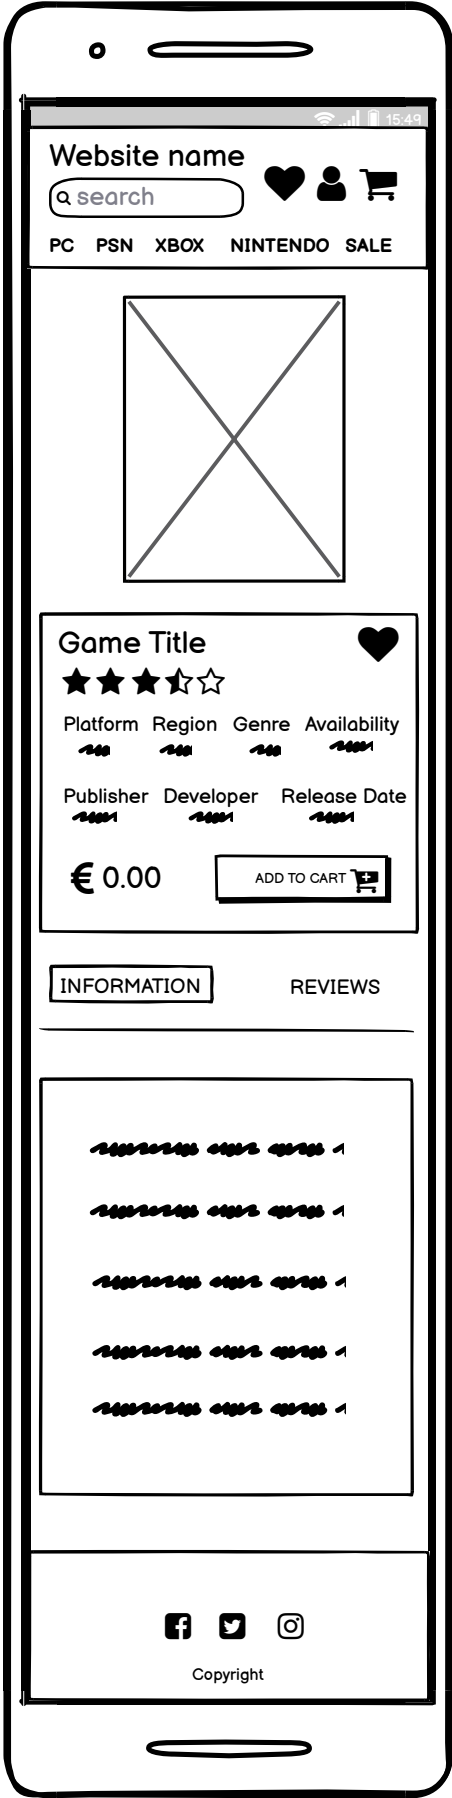 15:49
Website name
search
PC PSN XBOX NINTENDO SALE
Game Title
Platform Region Genre Availability
Publisher Developer Release Date
€ 0.00 ADD TO CART
INFORMATION REVIEWS
Copyright